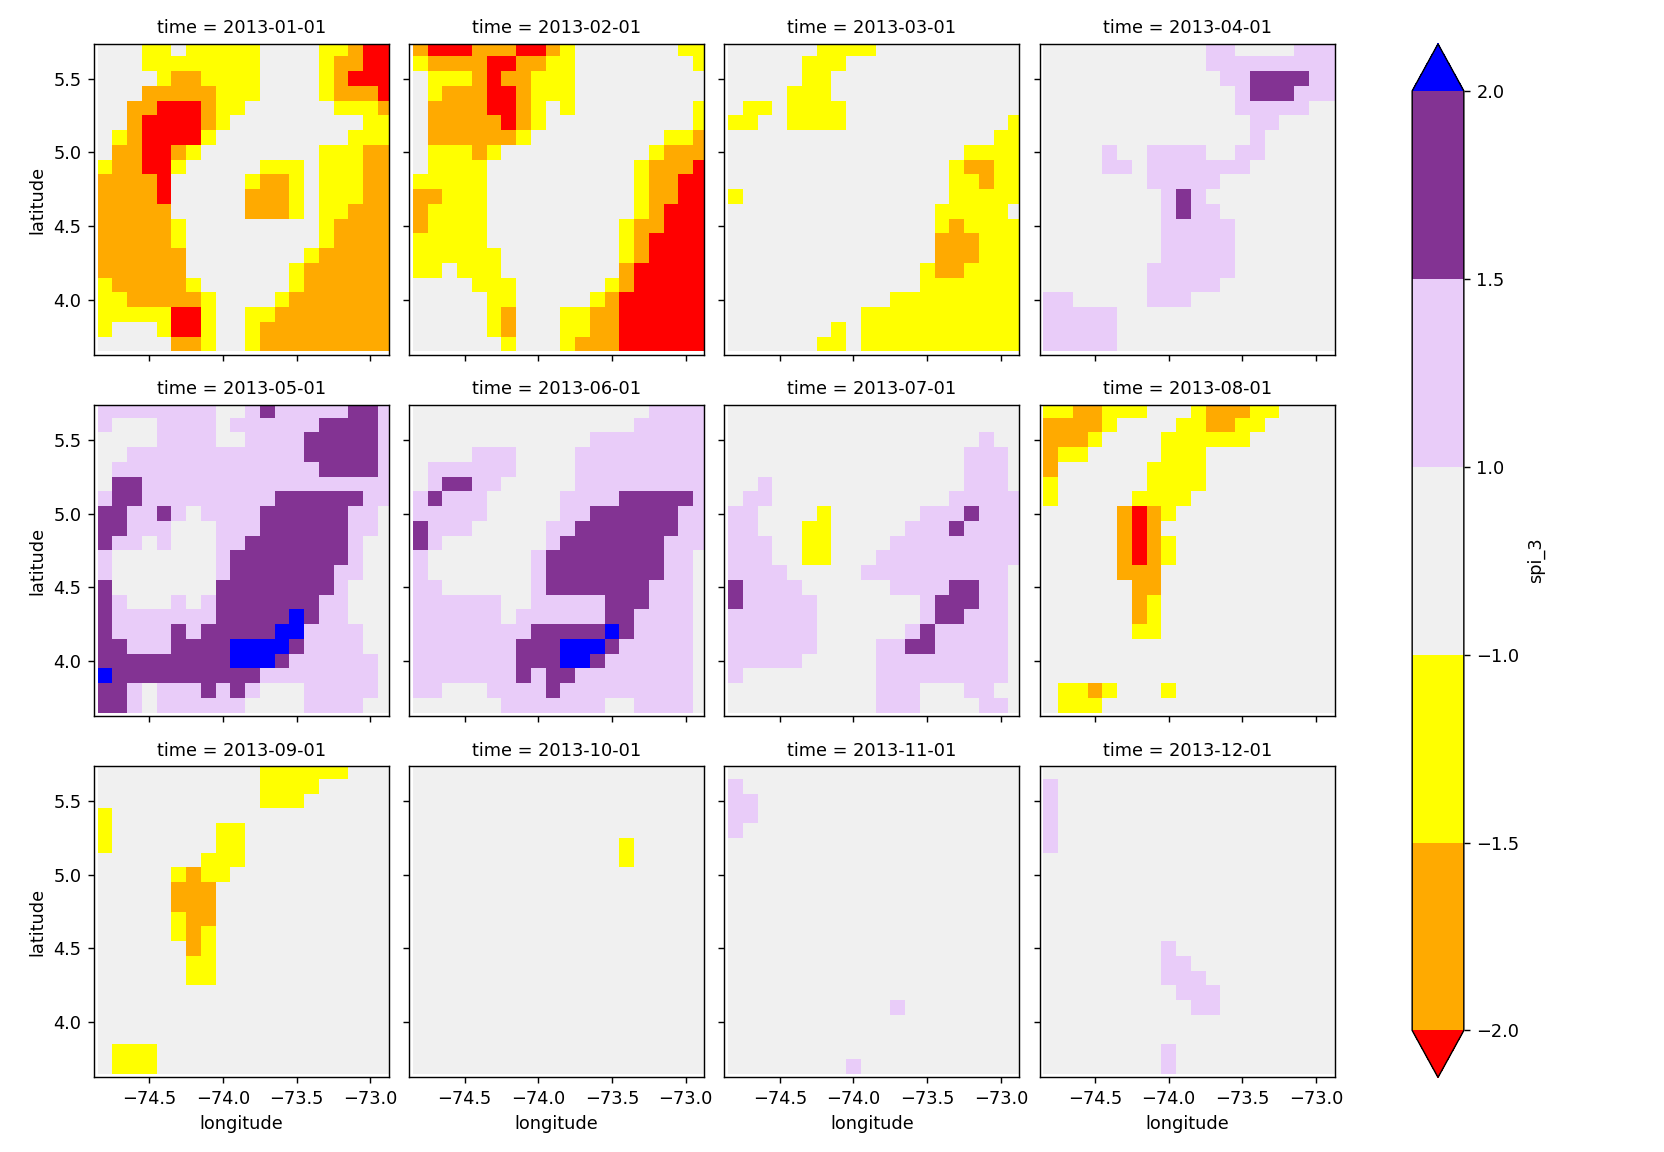 time = 2013-01-01
time = 2013-02-01
time = 2013-03-01
time = 2013-04-01
5.5
5.0
4.5
4.0
latitude
time = 2013-05-01
time = 2013-06-01
time = 2013-07-01
time = 2013-08-01
5.5
5.0
4.5
4.0
latitude
time = 2013-09-01
time = 2013-10-01
time = 2013-11-01
time = 2013-12-01
5.5
5.0
4.5
4.0
latitude
−74.5 −74.0 −73.5 −73.0
longitude
−74.5 −74.0 −73.5 −73.0
longitude
−74.5 −74.0 −73.5 −73.0
longitude
−74.5 −74.0 −73.5 −73.0
longitude
2.0
1.5
1.0
−1.0
−1.5
−2.0
spi_3